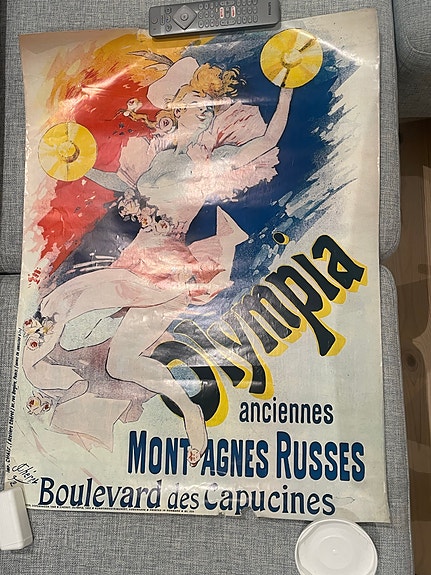 Olympia
anciennes
MONTAGNES RUSSES
Boulevard des Capucines